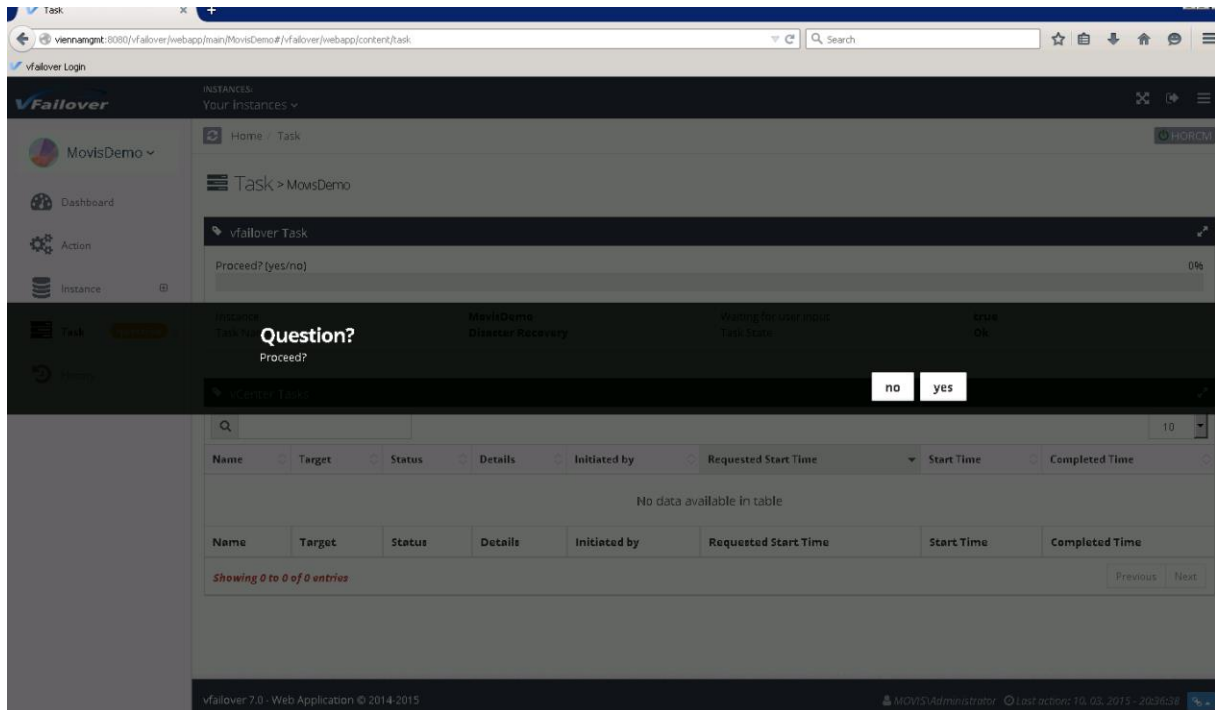 Task
viennamgmt:8080/vfailover/webapp/main/MovisDemo#/vfailover/webapp/content/task
Search
vfailover Login
VFailover
INSTANCES:
Your Instances
MovisDemo
Dashboard
Action
Instance
Task
History
Home / Task
HORCM
Task > MovisDemo
vfailover Task
Proceed? [yes/no]
0%
Instance MovisDemo Waiting for user input true
Disaster Recovery Task State Ok
Question?
Proceed?
no yes
vCenter Tasks
10
Name Target Status Details Initiated by Requested Start Time Start Time Completed Time
No data available in table
Name Target Status Details Initiated by Requested Start Time Start Time Completed Time
Showing 0 to 0 of 0 entries
Previous Next
vfailover 7.0 - Web Application © 2014-2015
MOVIS\Administrator Last action: 10. 03. 2015 - 20:36:38